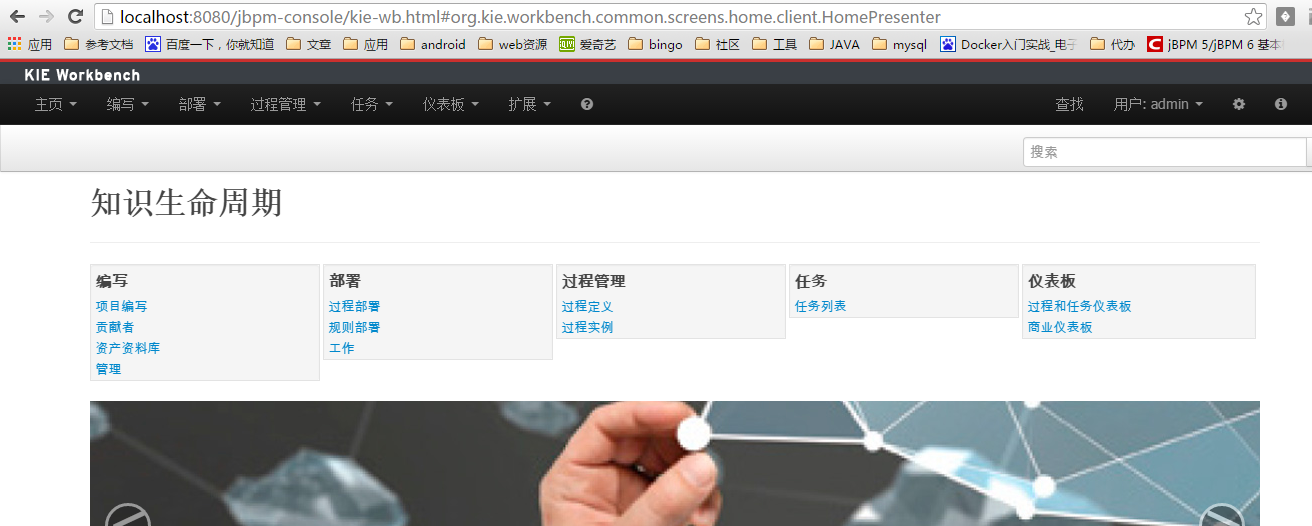 localhost:8080/jbpm-console/kie-wb.html#org.kie.workbench.common.screens.home.client.HomePresenter
应用 参考文档 百度一下，你就知道 文章 应用 android web资源 爱奇艺 bingo 社区 工具 JAVA mysql Docker入门实战_电子 代办 jBPM 5/jBPM 6 基本
KIE Workbench
主页 编写 部署 过程管理 任务 仪表板 扩展 查找 用户: admin
搜索
知识生命周期
编写 部署 过程管理 任务 仪表板
项目编写 过程部署 过程定义 任务列表 过程和任务仪表板
贡献者 规则部署 过程实例 商业仪表板
资产资料库 工作
管理